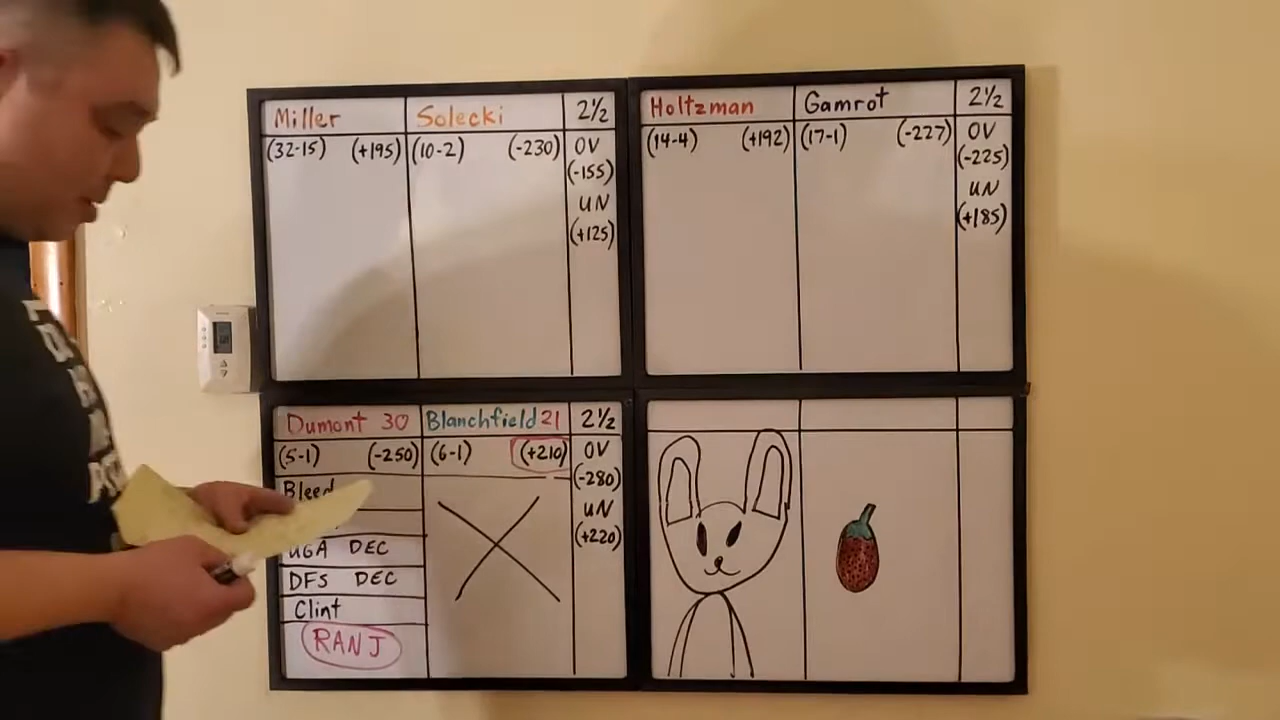 Miller Solecki 2½
(32-15) (+195) (10-2) (-230) OV
(-155)
UN
(+125)
Holtzman Gamrot 2½
(14-4) (+192) (17-1) (-227) OV
(-225)
UN
(+185)
Dumont 30 Blanchfield 21 2½
(5-1) (-250) (6-1) (+210) OV
(-280)
UN
(+220)
Bleed
UGA DEC
DFS DEC
Clint
RANJ